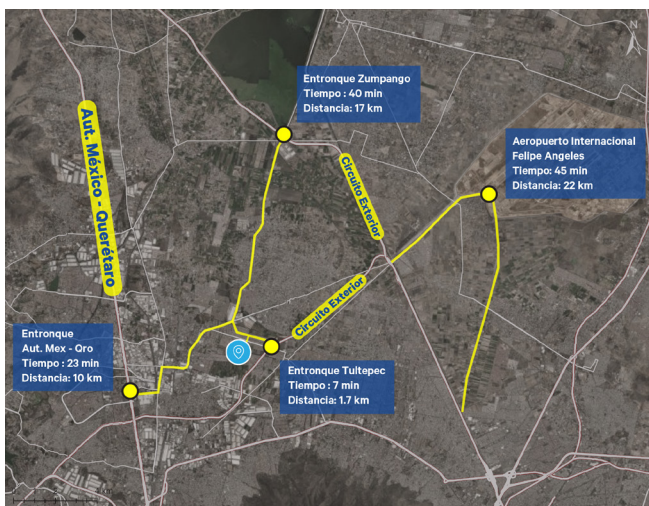 N
Entronque Zumpango
Tiempo : 40 min
Distancia: 17 km
Aut. México - Querétaro
Aeropuerto Internacional
Felipe Angeles
Tiempo: 45 min
Distancia: 22 km
Circuito Exterior
Circuito Exterior
Entronque
Aut. Mex - Qro
Tiempo : 23 min
Distancia: 10 km
Entronque Tultepec
Tiempo : 7 min
Distancia: 1.7 km